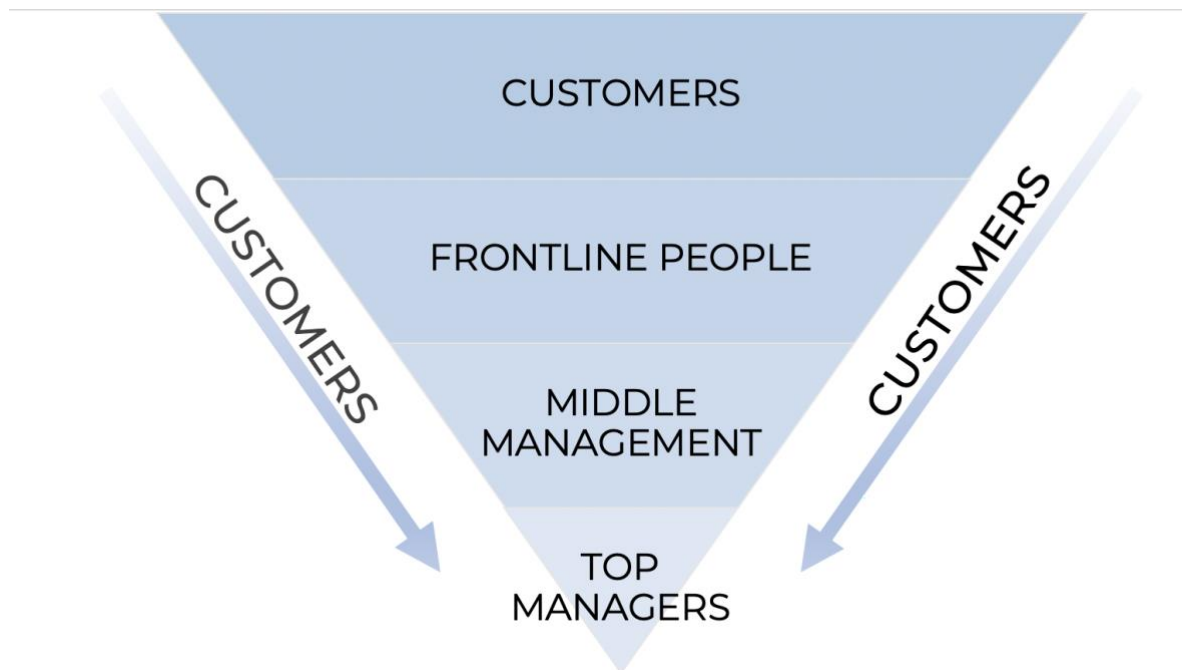 CUSTOMERS
CUSTOMERS
CUSTOMERS
FRONTLINE PEOPLE
MIDDLE
MANAGEMENT
TOP
MANAGERS